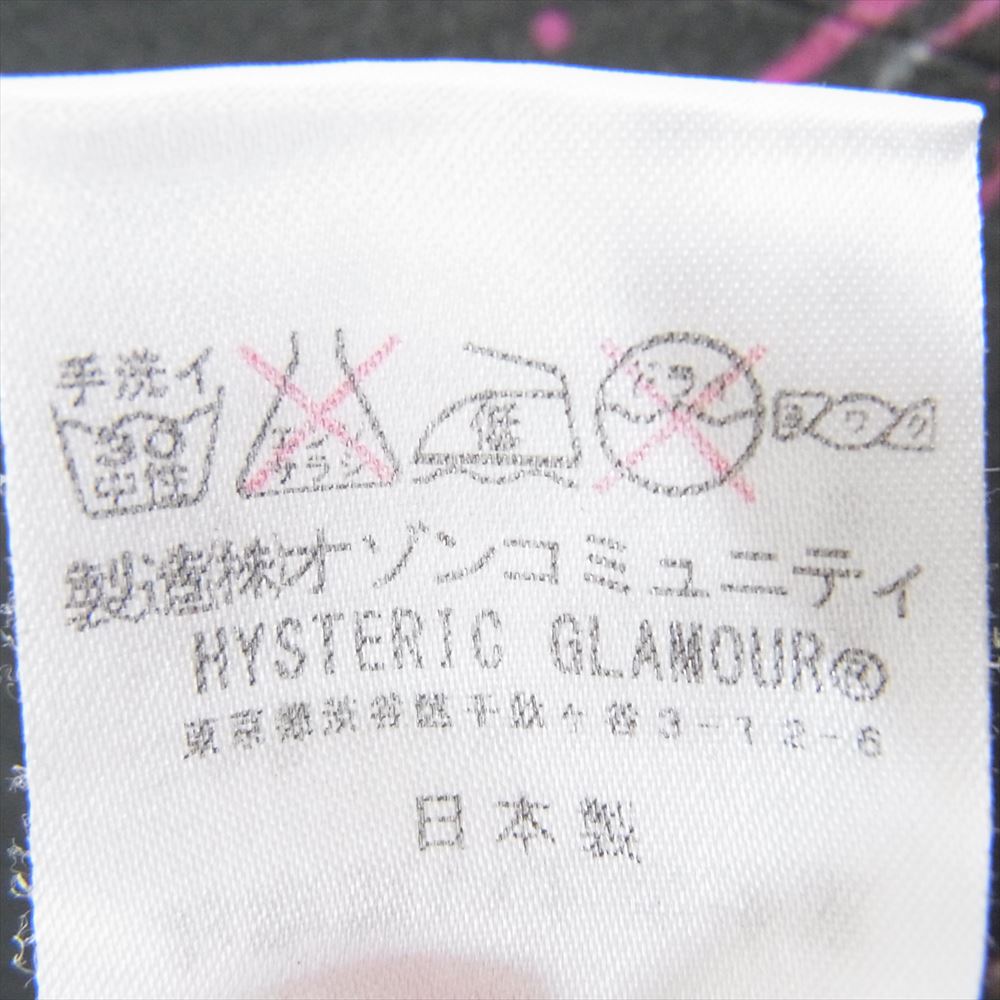 手洗イ
30
中性
エンソ
サラシ
低
ドライ
ヨワク
製造㈱オゾンコミュニティ
HYSTERIC GLAMOUR®
東京都渋谷区千駄ヶ谷3-12-6
日本製